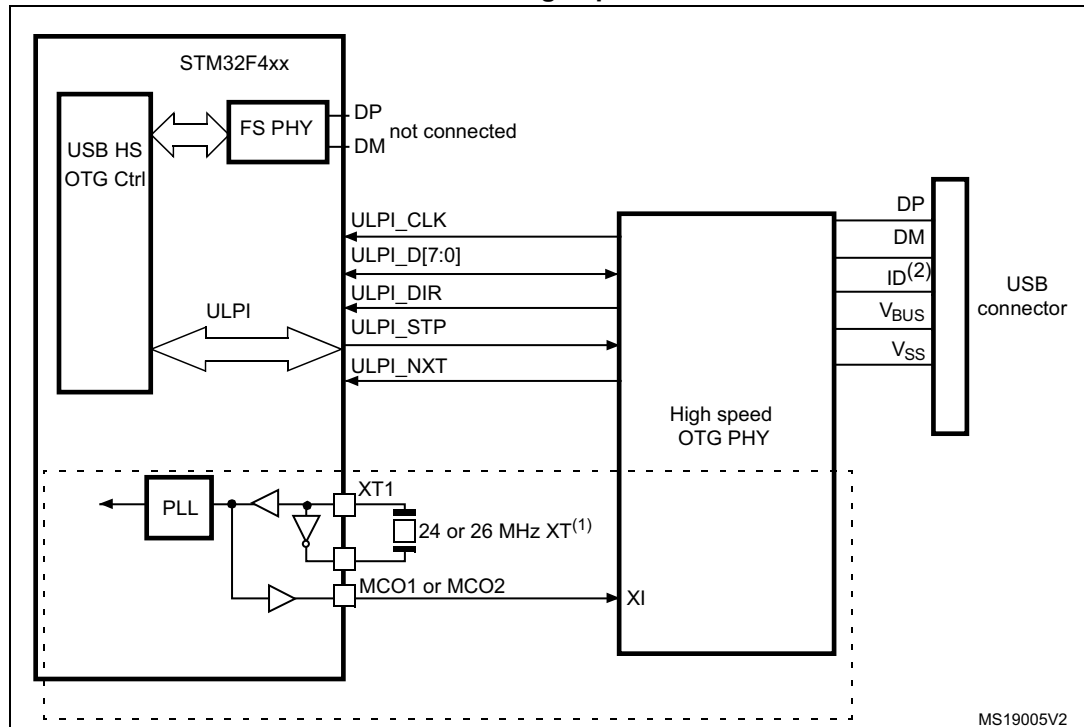 STM32F4xx
USB HS
OTG Ctrl
FS PHY
DP
DM
not connected
ULPI_CLK
ULPI_D[7:0]
ULPI_DIR
ULPI_STP
ULPI_NXT
ULPI
High speed
OTG PHY
DP
DM
ID(2)
VBUS
VSS
USB
connector
PLL
XT1
24 or 26 MHz XT(1)
MCO1 or MCO2
XI
MS19005V2